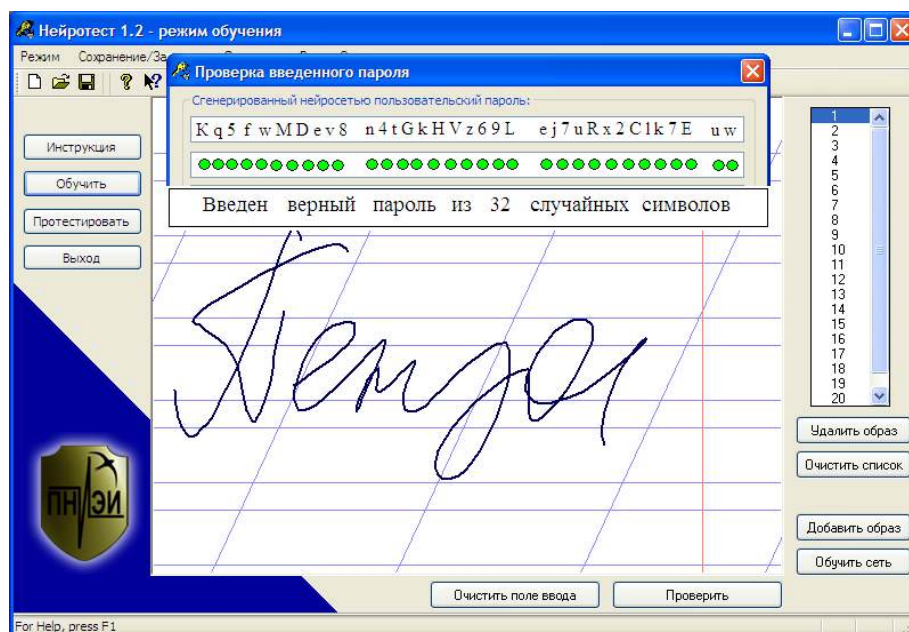 Нейротест 1.2 - режим обучения
Режим Сохранение/За
Проверка введенного пароля
Сгенерированный нейросетью пользовательский пароль:
Kq5fwMDev8 n4tGkHVz69L ej7uRx2Clk7E uw
Введен верный пароль из 32 случайных символов
Инструкция
Обучить
Протестировать
Выход
1
2
3
4
5
6
7
8
9
10
11
12
13
14
15
16
17
18
19
20
Удалить образ
Очистить список
Добавить образ
Обучить сеть
ПНИЭИ
Очистить поле ввода
Проверить
For Help, press F1